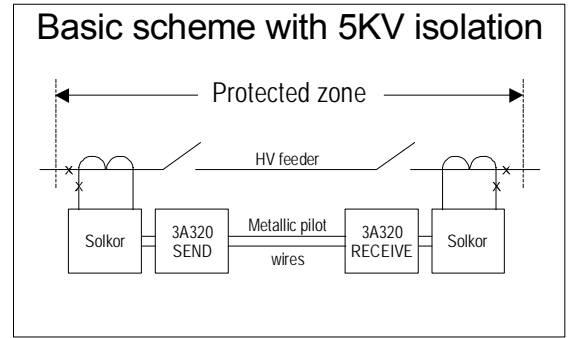 Basic scheme with 5KV isolation
Protected zone
HV feeder
Solkor
3A320
SEND
Metallic pilot
wires
3A320
RECEIVE
Solkor